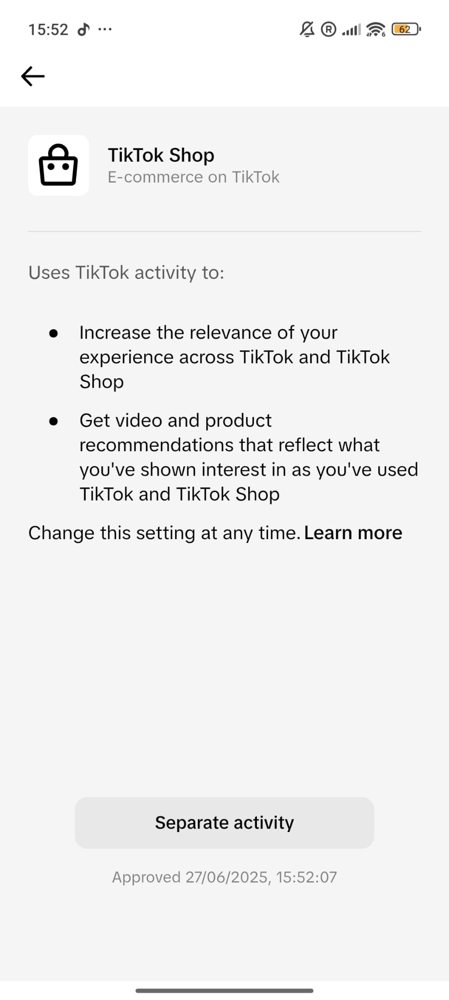 15:52
R
6
62
TikTok Shop
E-commerce on TikTok
Uses TikTok activity to:
● Increase the relevance of your
experience across TikTok and TikTok
Shop
● Get video and product
recommendations that reflect what
you've shown interest in as you've used
TikTok and TikTok Shop
Change this setting at any time. Learn more
Separate activity
Approved 27/06/2025, 15:52:07